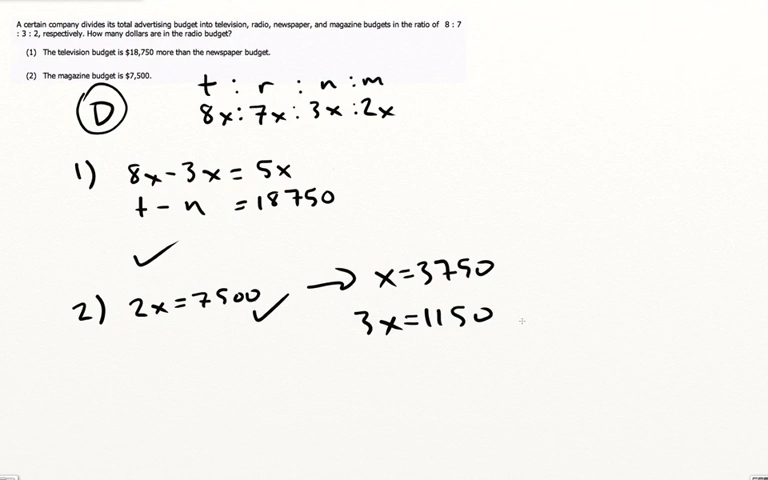 A certain company divides its total advertising budget into television, radio, newspaper, and magazine budgets in the ratio of 8 : 7
: 3 : 2, respectively. How many dollars are in the radio budget?
(1) The television budget is $18,750 more than the newspaper budget.
(2) The magazine budget is $7,500.
t : r : n : m
D 8x : 7x : 3x : 2x
1) 8x - 3x = 5x
t - n = 18750
2) 2x = 7500 → x = 3750
3x = 1150